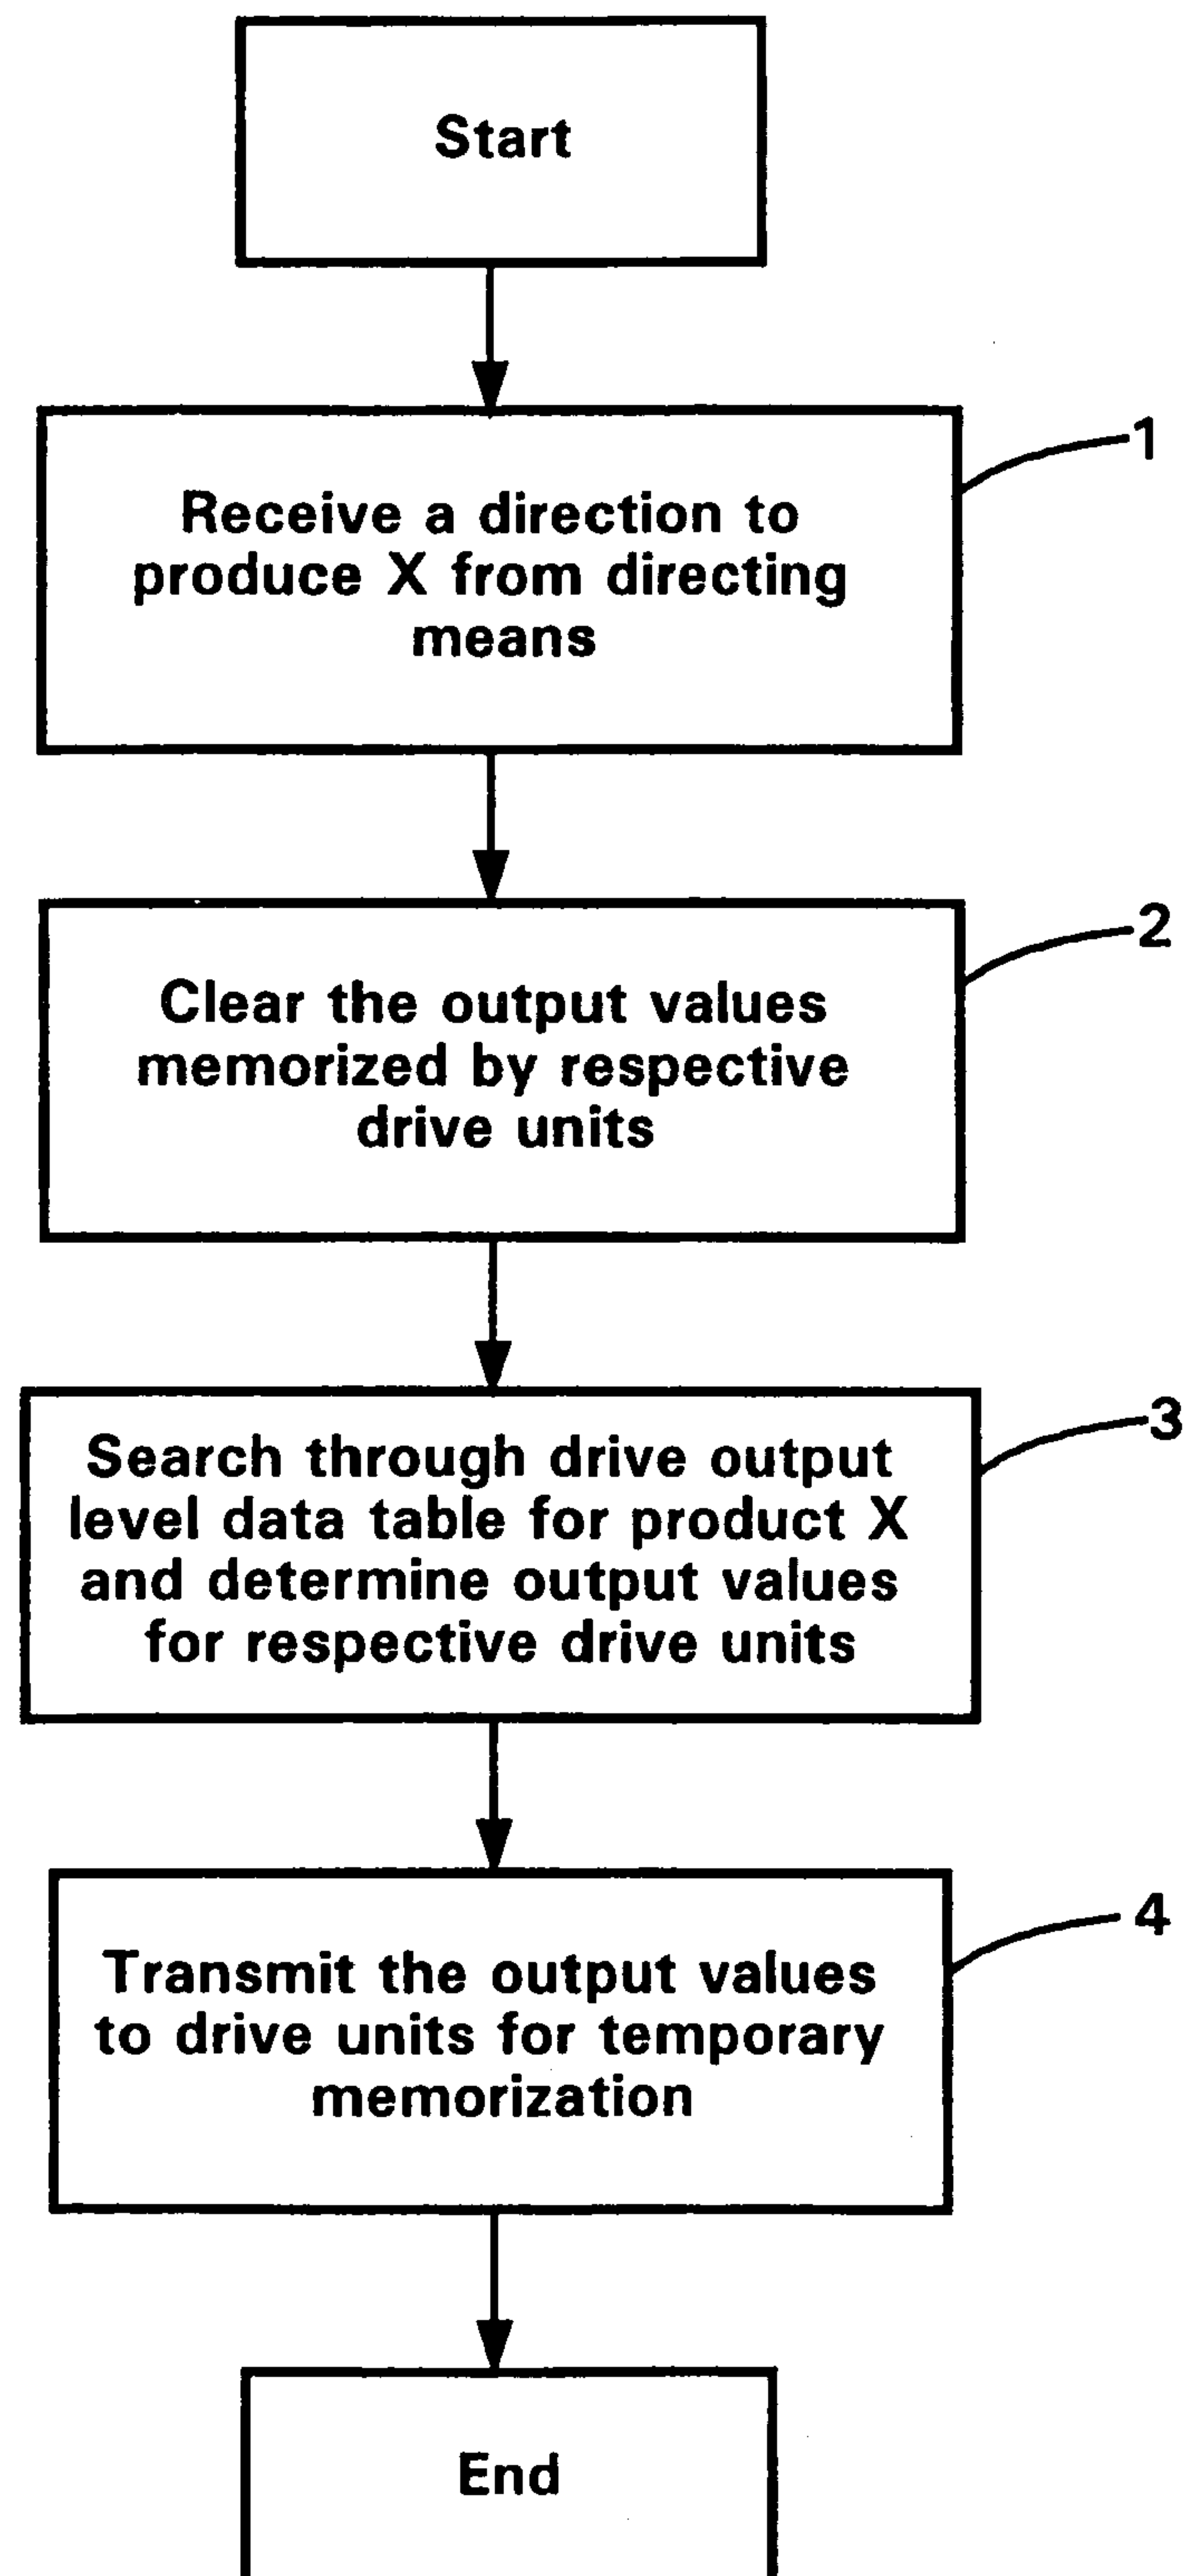 Start
1
Receive a direction to
produce X from directing
means
2
Clear the output values
memorized by respective
drive units
3
Search through drive output
level data table for product X
and determine output values
for respective drive units
4
Transmit the output values
to drive units for temporary
memorization
End